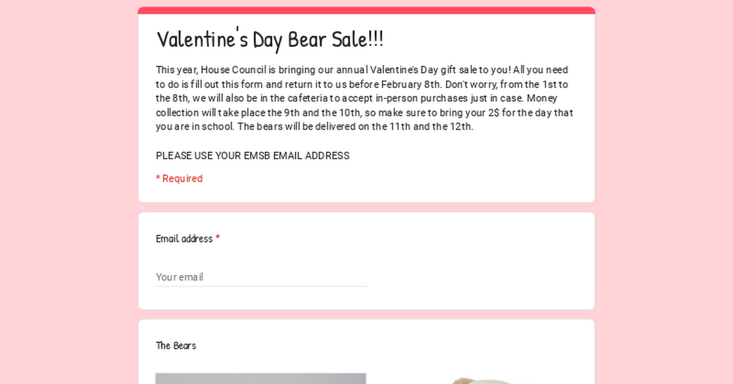 Valentine's Day Bear Sale!!!
This year, House Council is bringing our annual Valentine's Day gift sale to you! All you need
to do is fill out this form and return it to us before February 8th. Don't worry, from the 1st to
the 8th, we will also be in the cafeteria to accept in-person purchases just in case. Money
collection will take place the 9th and the 10th, so make sure to bring your 2$ for the day that
you are in school. The bears will be delivered on the 11th and the 12th.
PLEASE USE YOUR EMSB EMAIL ADDRESS
* Required
Email address *
Your email
The Bears